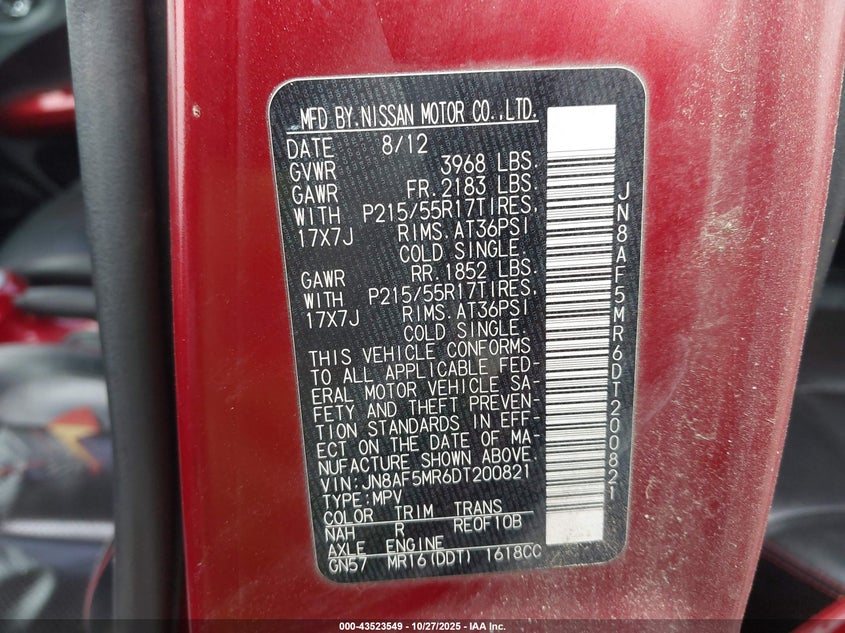 MFD BY.NISSAN MOTOR CO.,LTD.
DATE 8/12
GVWR 3968 LBS.
GAWR FR.2183 LBS.
WITH P215/55R17TIRES,
17X7J RIMS.AT36PSI
COLD SINGLE.
GAWR RR.1852 LBS.
WITH P215/55R17TIRES,
17X7J RIMS.AT36PSI
COLD SINGLE.
THIS VEHICLE CONFORMS
TO ALL APPLICABLE FED-
ERAL MOTOR VEHICLE SA-
FETY AND THEFT PREVEN-
TION STANDARDS IN EFF-
ECT ON THE DATE OF MA-
NUFACTURE SHOWN ABOVE.
VIN:JN8AF5MR6DT200821
TYPE:MPV
COLOR TRIM TRANS
NAH R RE0F10B
AXLE ENGINE
GN57 MR16(DDT) 1618CC
JN8AF5MR6DT200821
000-43523549 - 10/27/2025 - IAAI.COM